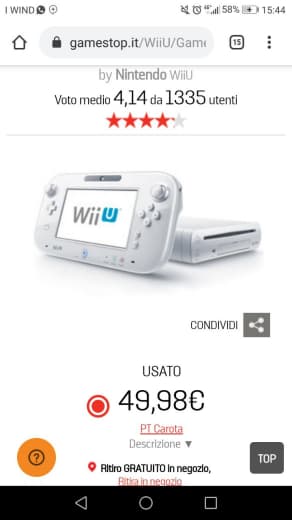 I WIND 4G 58% 15:44
gamestop.it/WiiU/Game 15
by Nintendo WiiU
Voto medio 4,14 da 1335 utenti
Wii U
CONDIVIDI
USATO
49,98€
PT Carota
Descrizione ▼
? TOP
Ritiro GRATUITO in negozio,
Ritira in negozio